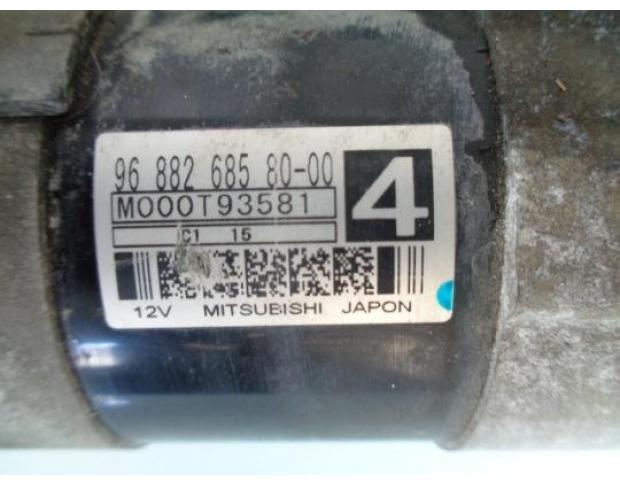 96 882 685 80-00
M000T93581
4
C1 15
12V MITSUBISHI JAPON